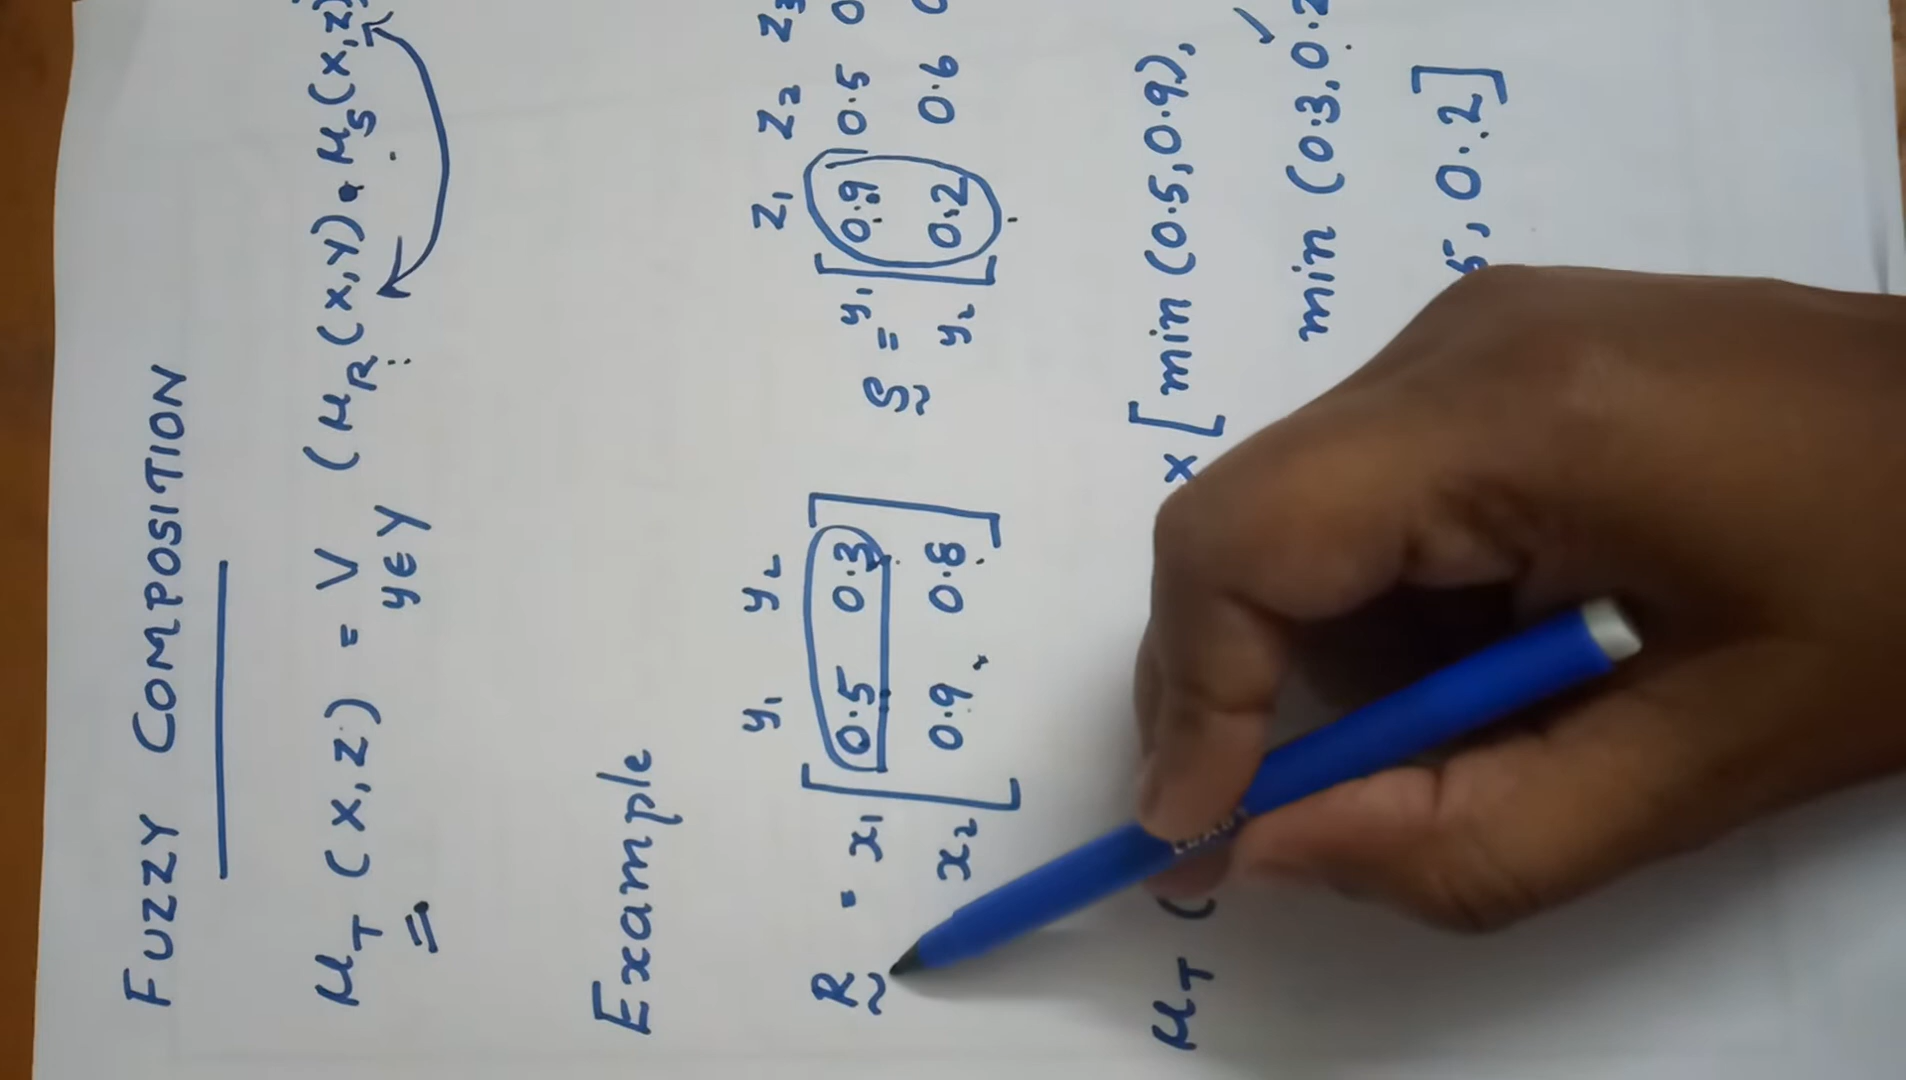 FUZZY COMPOSITION
μT (x,z) = V (μR(x,y) • μS(x,z)
y∈Y
Example
y1 y2 z1 z2 z3
R = x1 [ 0.5 0.3 ] S = y1 [ 0.9 0.5
x2 0.9 0.8 y2 0.2 0.6
μT ( x [ min (0.5, 0.9),
min (0.3, 0.2
5, 0.2]